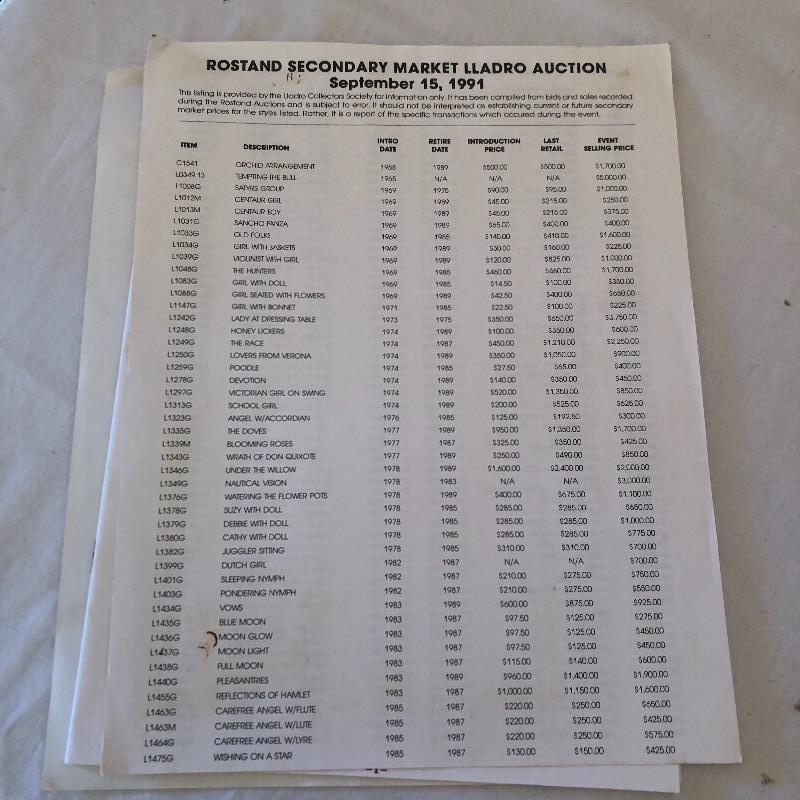 ROSTAND SECONDARY MARKET LLADRO AUCTION
September 15, 1991
This listing is provided by the Lladro Collectors Society for information only. It has been compiled from bids and sales recorded
during the Rostand Auctions and is subject to error. It should not be interpreted as establishing current or future secondary
market prices for the styles listed. Rather, it is a report of the specific transactions which occured during the event.
ITEM DESCRIPTION INTRO DATE RETIRE DATE INTRODUCTION PRICE LAST RETAIL EVENT SELLING PRICE
C1541 ORCHID ARRANGEMENT 1988 1989 $500.00 $500.00 $1,700.00
L0349.13 TEMPTING THE BULL 1965 N/A N/A N/A $5,000.00
L1008G SATYRS GROUP 1969 1975 $90.00 $95.00 $1,000.00
L1012M CENTAUR GIRL 1969 1989 $45.00 $215.00 $250.00
L1013M CENTAUR BOY 1969 1989 $45.00 $215.00 $375.00
L1031G SANCHO PANZA 1969 1989 $65.00 $400.00 $400.00
L1033G OLD FOLKS 1969 1985 $140.00 $410.00 $1,600.00
L1034G GIRL WITH BASKETS 1969 1989 $30.00 $160.00 $225.00
L1039G VIOLINIST WITH GIRL 1969 1989 $120.00 $825.00 $1,000.00
L1048G THE HUNTERS 1969 1985 $460.00 $460.00 $1,700.00
L1083G GIRL WITH DOLL 1969 1985 $14.50 $100.00 $350.00
L1088G GIRL SEATED WITH FLOWERS 1969 1989 $42.50 $400.00 $650.00
L1147G GIRL WITH BONNET 1971 1985 $22.50 $100.00 $225.00
L1242G LADY AT DRESSING TABLE 1973 1975 $350.00 $650.00 $3,750.00
L1248G HONEY LICKERS 1974 1989 $100.00 $350.00 $600.00
L1249G THE RACE 1974 1987 $450.00 $1,210.00 $2,250.00
L1250G LOVERS FROM VERONA 1974 1989 $350.00 $1,050.00 $900.00
L1259G POODLE 1974 1985 $27.50 $65.00 $400.00
L1278G DEVOTION 1974 1989 $140.00 $350.00 $450.00
L1297G VICTORIAN GIRL ON SWING 1974 1989 $520.00 $1,350.00 $850.00
L1313G SCHOOL GIRL 1974 1989 $200.00 $525.00 $625.00
L1323G ANGEL W/ACCORDIAN 1976 1985 $125.00 $192.50 $300.00
L1335G THE DOVES 1977 1989 $950.00 $1,350.00 $1,700.00
L1339M BLOOMING ROSES 1977 1987 $325.00 $350.00 $425.00
L1343G WRATH OF DON QUIXOTE 1977 1989 $250.00 $490.00 $850.00
L1346G UNDER THE WILLOW 1978 1989 $1,600.00 $2,400.00 $2,000.00
L1349G NAUTICAL VISION 1978 1983 N/A N/A $3,000.00
L1376G WATERING THE FLOWER POTS 1978 1989 $400.00 $675.00 $1,100.00
L1378G SUZY WITH DOLL 1978 1985 $285.00 $285.00 $650.00
L1379G DEBBIE WITH DOLL 1978 1985 $285.00 $285.00 $1,000.00
L1380G CATHY WITH DOLL 1978 1985 $285.00 $285.00 $775.00
L1382G JUGGLER SITTING 1978 1985 $310.00 $310.00 $700.00
L1399G DUTCH GIRL 1982 1987 N/A N/A $700.00
L1401G SLEEPING NYMPH 1982 1987 $210.00 $275.00 $750.00
L1403G PONDERING NYMPH 1982 1987 $210.00 $275.00 $550.00
L1434G VOWS 1983 1989 $600.00 $875.00 $925.00
L1435G BLUE MOON 1983 1987 $97.50 $125.00 $275.00
L1436G MOON GLOW 1983 1987 $97.50 $125.00 $450.00
L1437G MOON LIGHT 1983 1987 $97.50 $125.00 $450.00
L1438G FULL MOON 1983 1987 $115.00 $140.00 $600.00
L1440G PLEASANTRIES 1983 1989 $960.00 $1,400.00 $1,900.00
L1455G REFLECTIONS OF HAMLET 1983 1987 $1,000.00 $1,150.00 $1,600.00
L1463G CAREFREE ANGEL W/FLUTE 1985 1987 $220.00 $250.00 $650.00
L1463M CAREFREE ANGEL W/LUTE 1985 1987 $220.00 $250.00 $425.00
L1464G CAREFREE ANGEL W/LYRE 1985 1987 $220.00 $250.00 $575.00
L1475G WISHING ON A STAR 1985 1987 $130.00 $150.00 $425.00
-1-